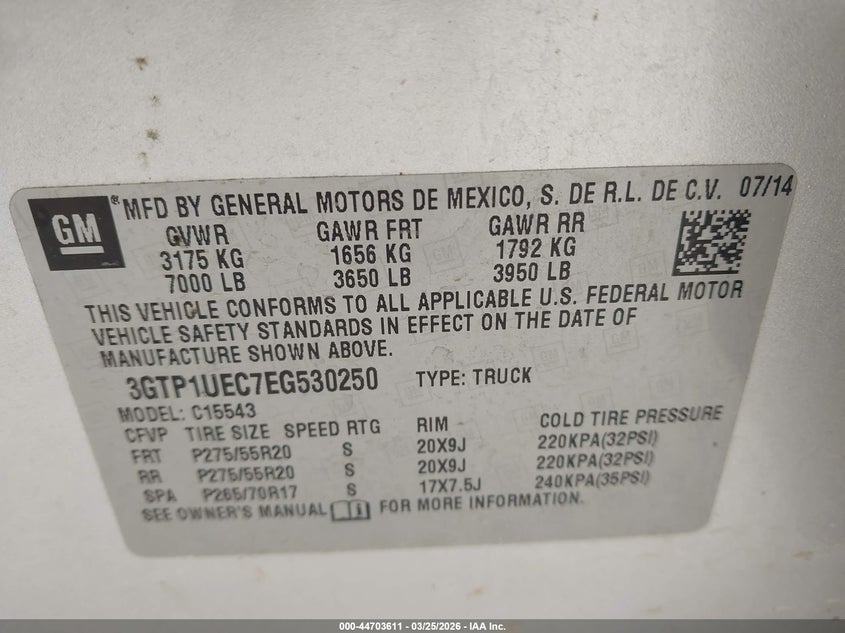 GM ® MFD BY GENERAL MOTORS DE MEXICO, S. DE R.L. DE C.V. 07/14
GVWR GAWR FRT GAWR RR
3175 KG 1656 KG 1792 KG
7000 LB 3650 LB 3950 LB
THIS VEHICLE CONFORMS TO ALL APPLICABLE U.S. FEDERAL MOTOR
VEHICLE SAFETY STANDARDS IN EFFECT ON THE DATE OF
MANUFACTURE SHOWN ABOVE.
3GTP1UEC7EG530250 TYPE: TRUCK
MODEL: C15543
CFVP TIRE SIZE SPEED RTG RIM COLD TIRE PRESSURE
FRT P275/55R20 S 20X9J 220KPA(32PSI)
RR P275/55R20 S 20X9J 220KPA(32PSI)
SPA P265/70R17 S 17X7.5J 240KPA(35PSI)
SEE OWNER'S MANUAL FOR MORE INFORMATION.
000-44703611 - 03/25/2026 - IAA Inc.